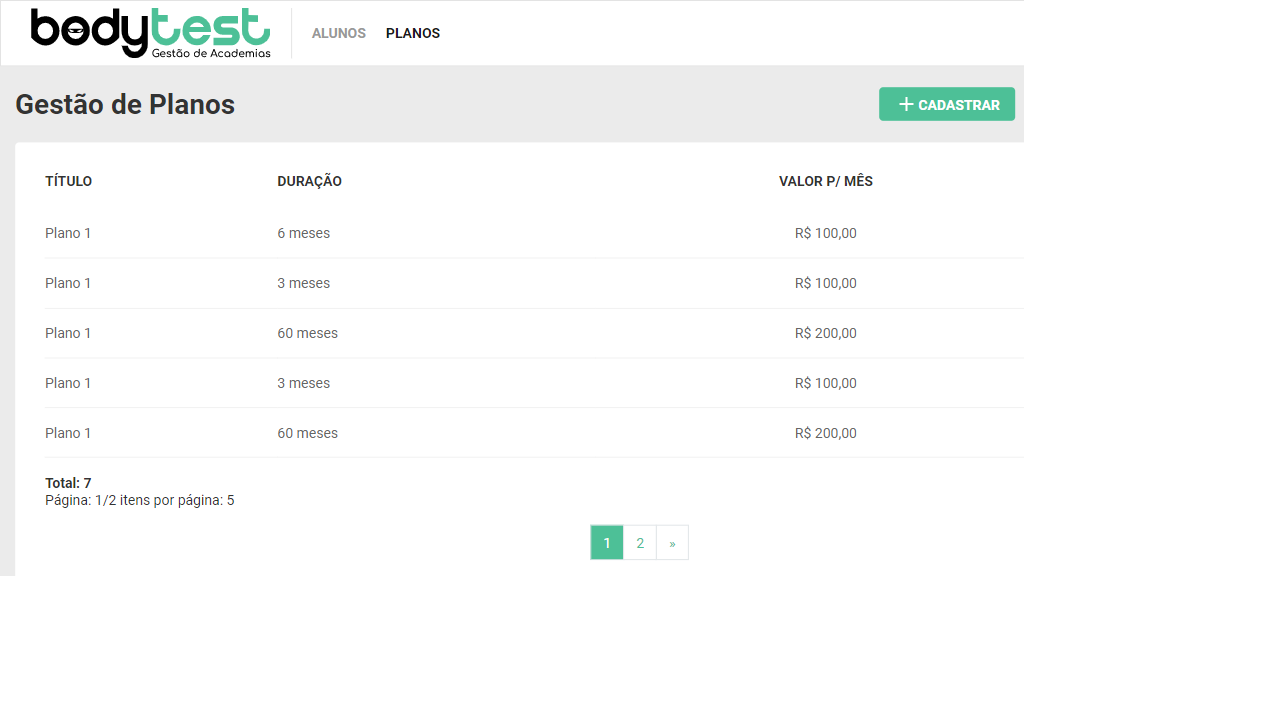 bodytest
Gestão de Academias
ALUNOS PLANOS
Gestão de Planos
CADASTRAR
TÍTULO DURAÇÃO VALOR P/ MÊS
Plano 1 6 meses R$ 100,00
Plano 1 3 meses R$ 100,00
Plano 1 60 meses R$ 200,00
Plano 1 3 meses R$ 100,00
Plano 1 60 meses R$ 200,00
Total: 7
Página: 1/2 itens por página: 5
1 2 »